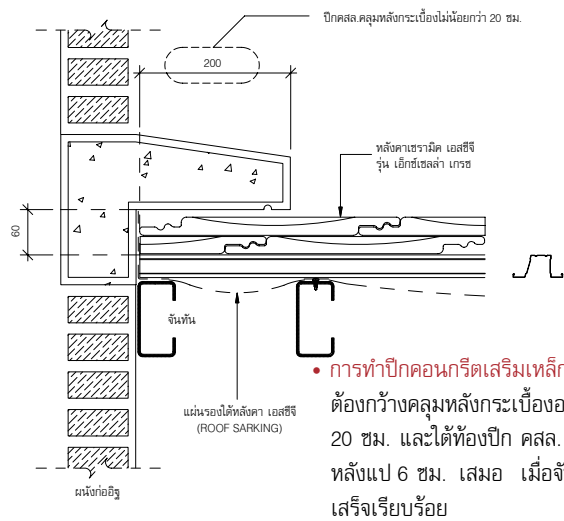 ปีกคสล.คลุมหลังกระเบื้องไม่น้อยกว่า 20 ซม.
200
หลังคาเซรามิค เอสซีจี
รุ่น เอ็กซ์เซลล่า เกรซ
60
จันทัน
แผ่นรองใต้หลังคา เอสซีจี
(ROOF SARKING)
ผนังก่ออิฐ
• การทำปีกคอนกรีตเสริมเหล็ก
ต้องกว้างคลุมหลังกระเบื้องอ
20 ซม. และใต้ท้องปีก คสล.
หลังแป 6 ซม. เสมอ เมื่อจั
เสร็จเรียบร้อย